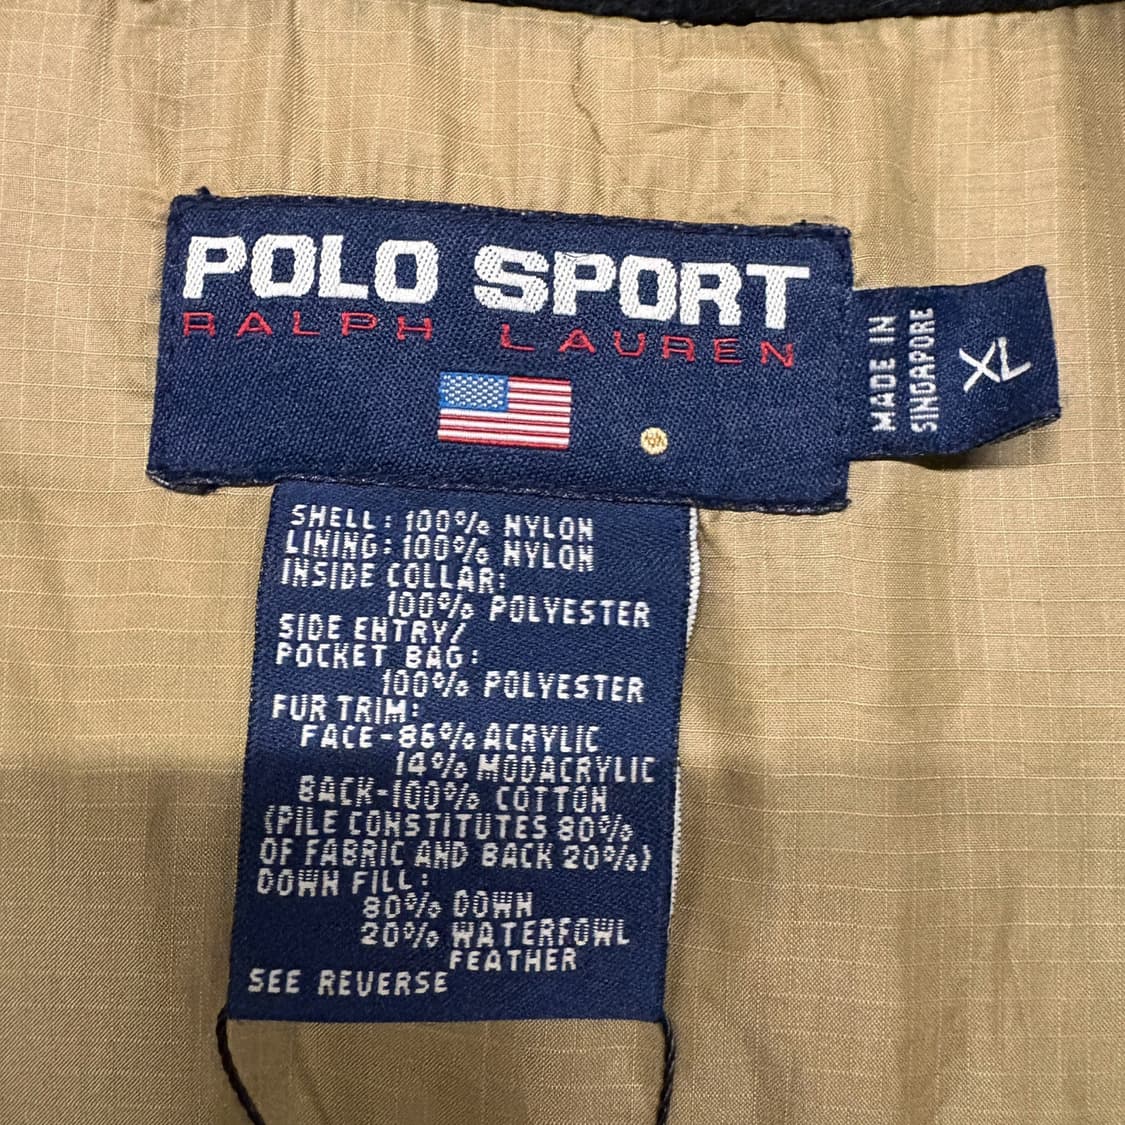 POLO SPORT
RALPH LAUREN
MADE IN
SINGAPORE
XL
SHELL: 100% NYLON
LINING: 100% NYLON
INSIDE COLLAR:
100% POLYESTER
SIDE ENTRY/
POCKET BAG:
100% POLYESTER
FUR TRIM:
FACE-86% ACRYLIC
14% MODACRYLIC
BACK-100% COTTON
(PILE CONSTITUTES 80%
OF FABRIC AND BACK 20%)
DOWN FILL:
80% DOWN
20% WATERFOWL
FEATHER
SEE REVERSE